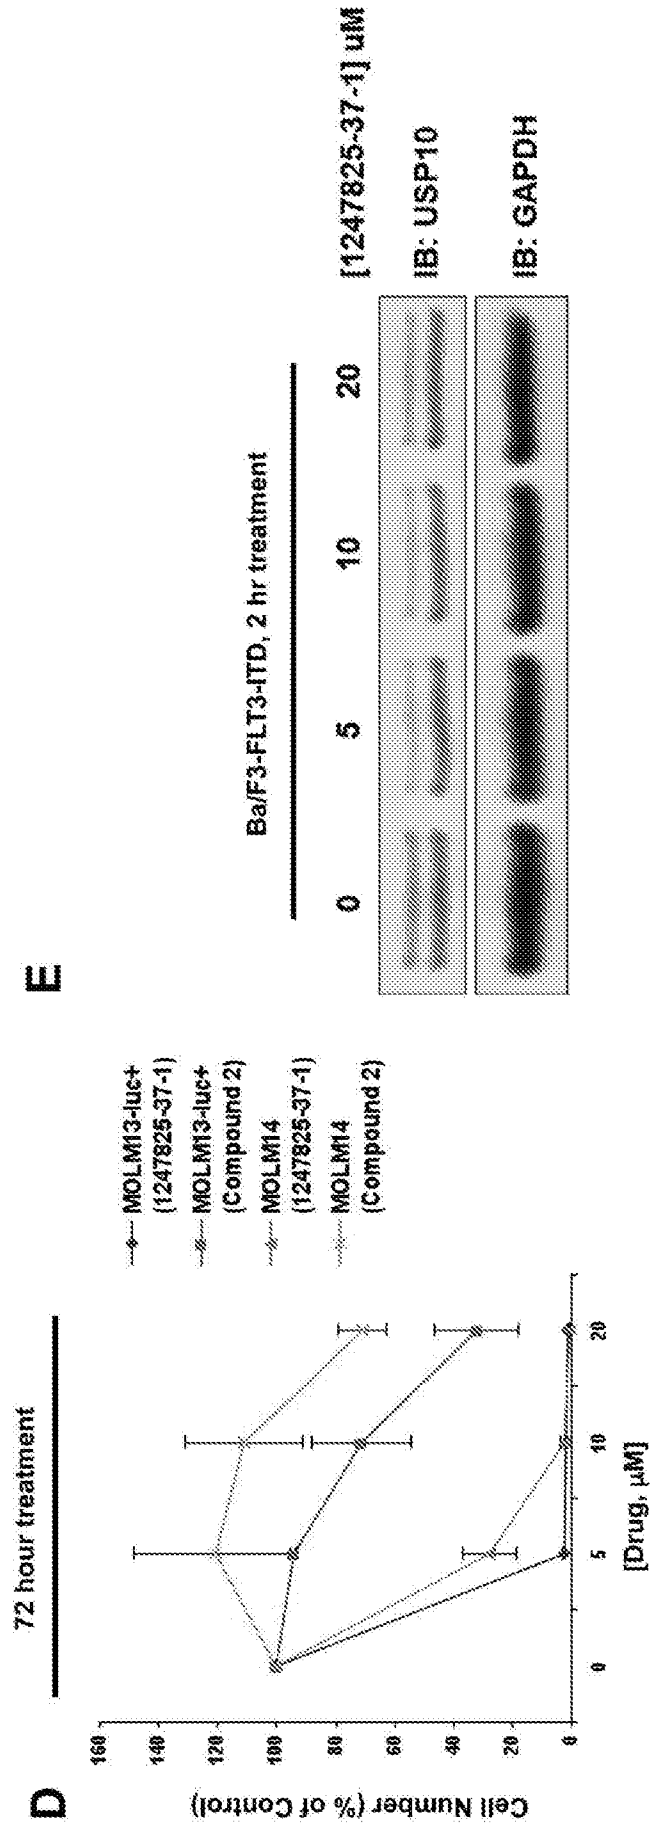 D
72 hour treatment
Cell Number (% of Control)
160
140
120
100
80
60
40
20
0
0
5
10
20
[Drug, µM]
MOLM13-luc+
(1247825-37-1)
MOLM13-luc+
(Compound 2)
MOLM14
(1247825-37-1)
MOLM14
(Compound 2)
E
Ba/F3-FLT3-ITD, 2 hr treatment
0 5 10 20 [1247825-37-1] uM
IB: USP10
IB: GAPDH